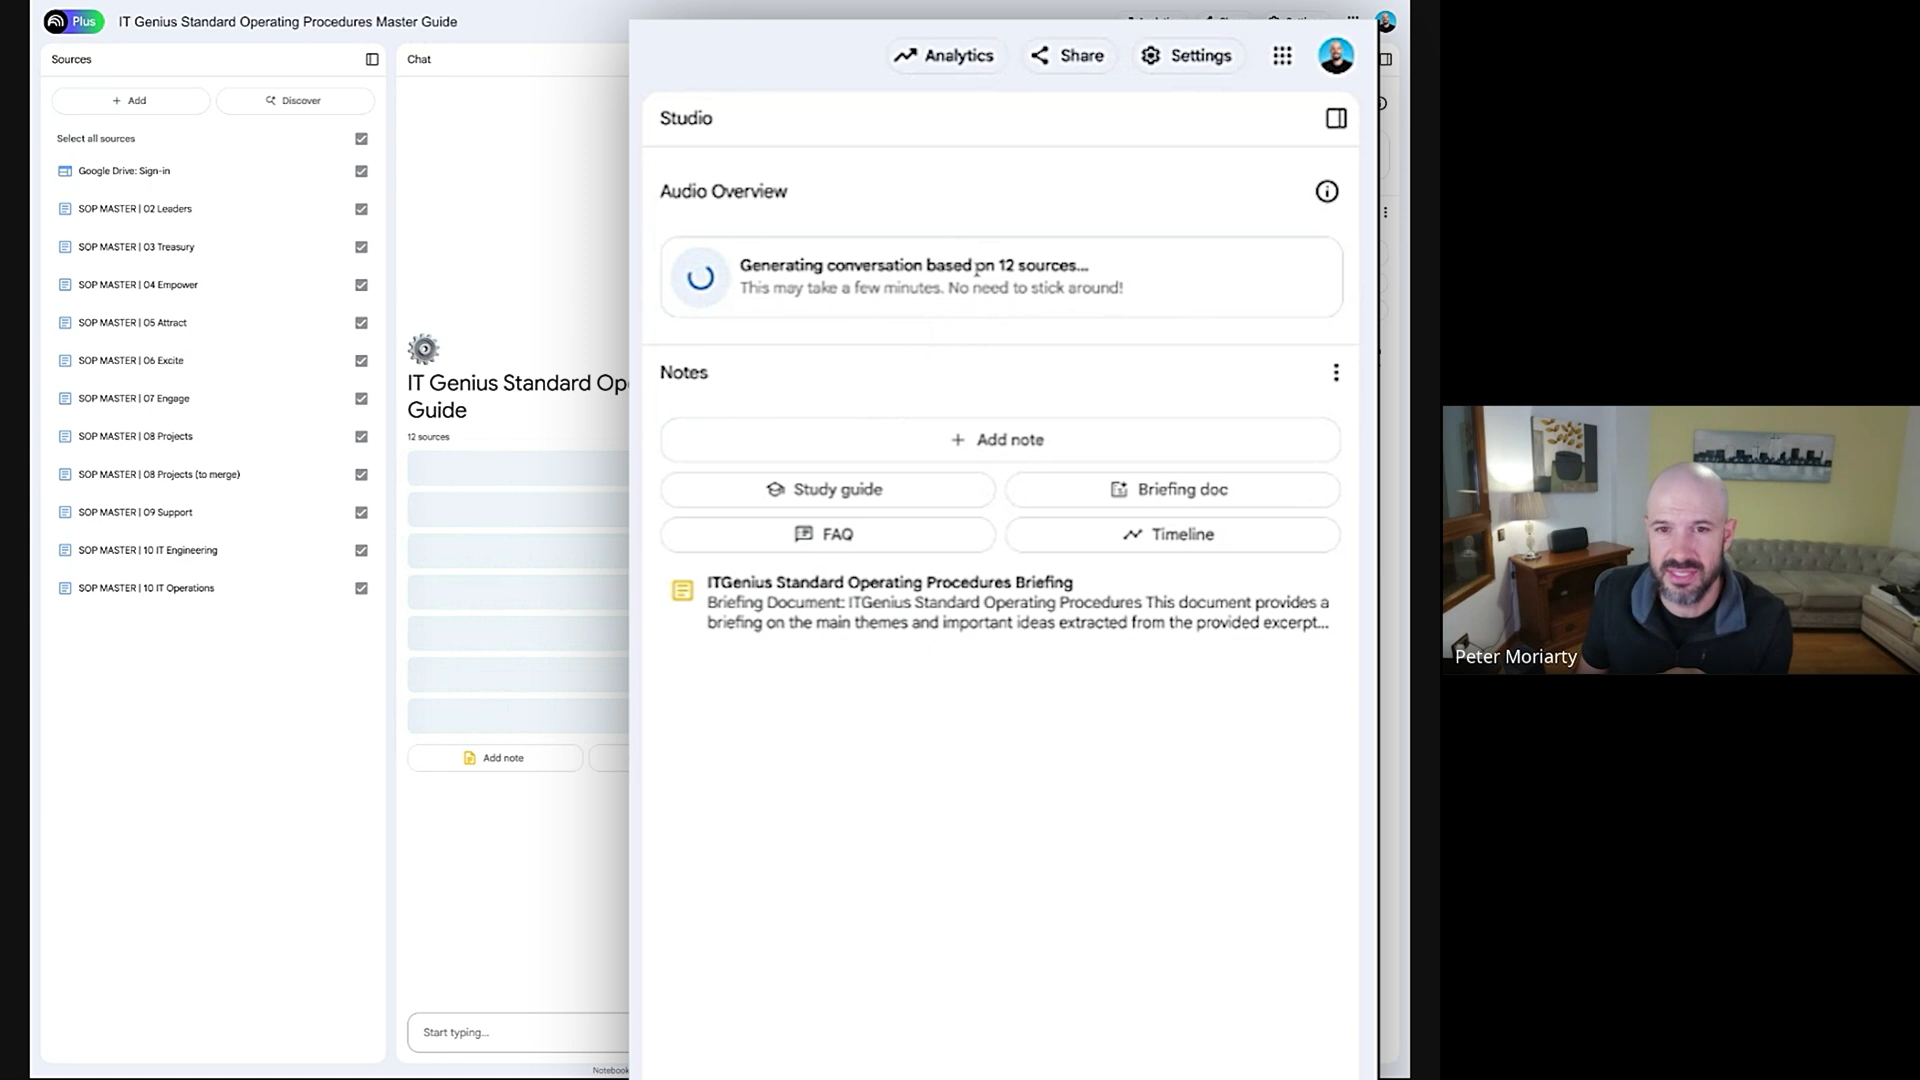 Plus
IT Genius Standard Operating Procedures Master Guide
Sources
Add
Discover
Select all sources
Google Drive: Sign-in
SOP MASTER | 02 Leaders
SOP MASTER | 03 Treasury
SOP MASTER | 04 Empower
SOP MASTER | 05 Attract
SOP MASTER | 06 Excite
SOP MASTER | 07 Engage
SOP MASTER | 08 Projects
SOP MASTER | 08 Projects (to merge)
SOP MASTER | 09 Support
SOP MASTER | 10 IT Engineering
SOP MASTER | 10 IT Operations
Chat
IT Genius Standard Op
Guide
12 sources
Add note
Start typing...
Notebook
Analytics
Share
Settings
Studio
Audio Overview
Generating conversation based on 12 sources...
This may take a few minutes. No need to stick around!
Notes
Add note
Study guide
Briefing doc
FAQ
Timeline
ITGenius Standard Operating Procedures Briefing
Briefing Document: ITGenius Standard Operating Procedures This document provides a
briefing on the main themes and important ideas extracted from the provided excerpt...
Peter Moriarty